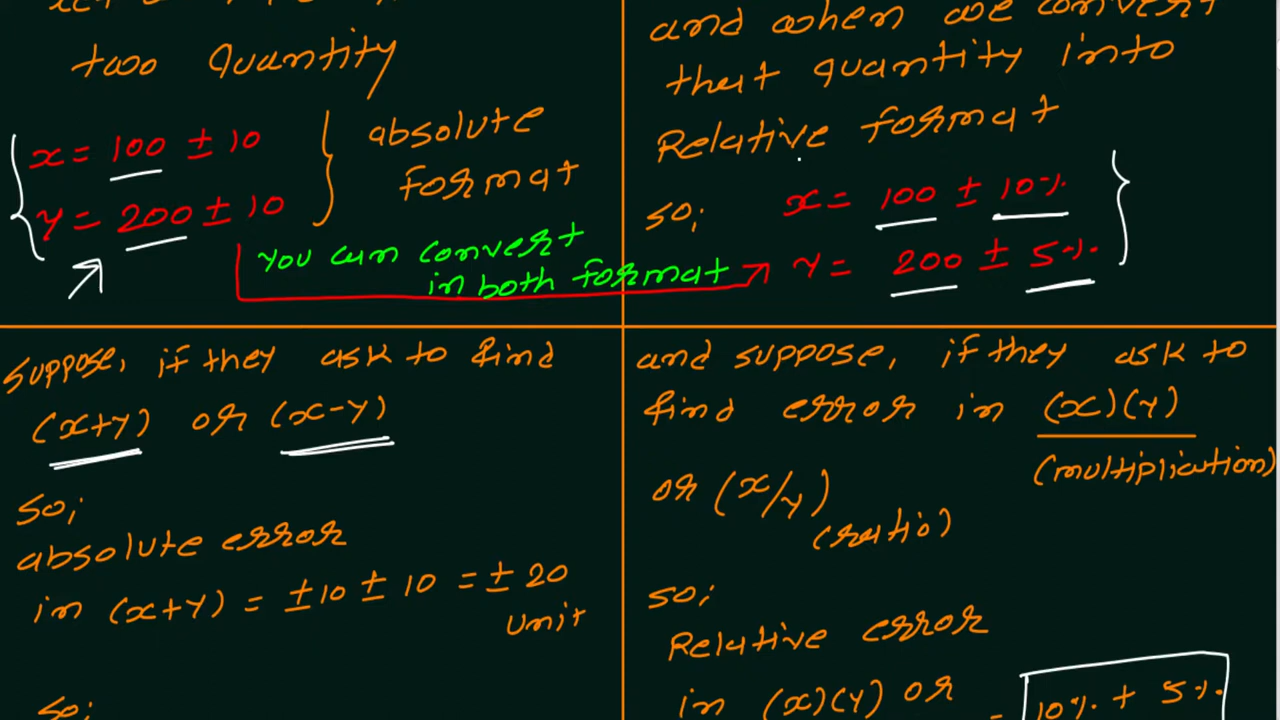 two quantity
x = 100 ± 10
y = 200 ± 10
absolute
format
you can convert
in both format
and when we convert
that quantity into
Relative format
so;
x = 100 ± 10%
y = 200 ± 5%
suppose, if they ask to find
(x+y) or (x-y)
so;
absolute error
in (x+y) = ±10 ± 10 = ± 20
unit
so;
and suppose, if they ask to
find error in (x)(y)
(multiplication)
or (x/y)
(ratio)
so;
Relative error
in (x)(y) or
= 10% + 5%